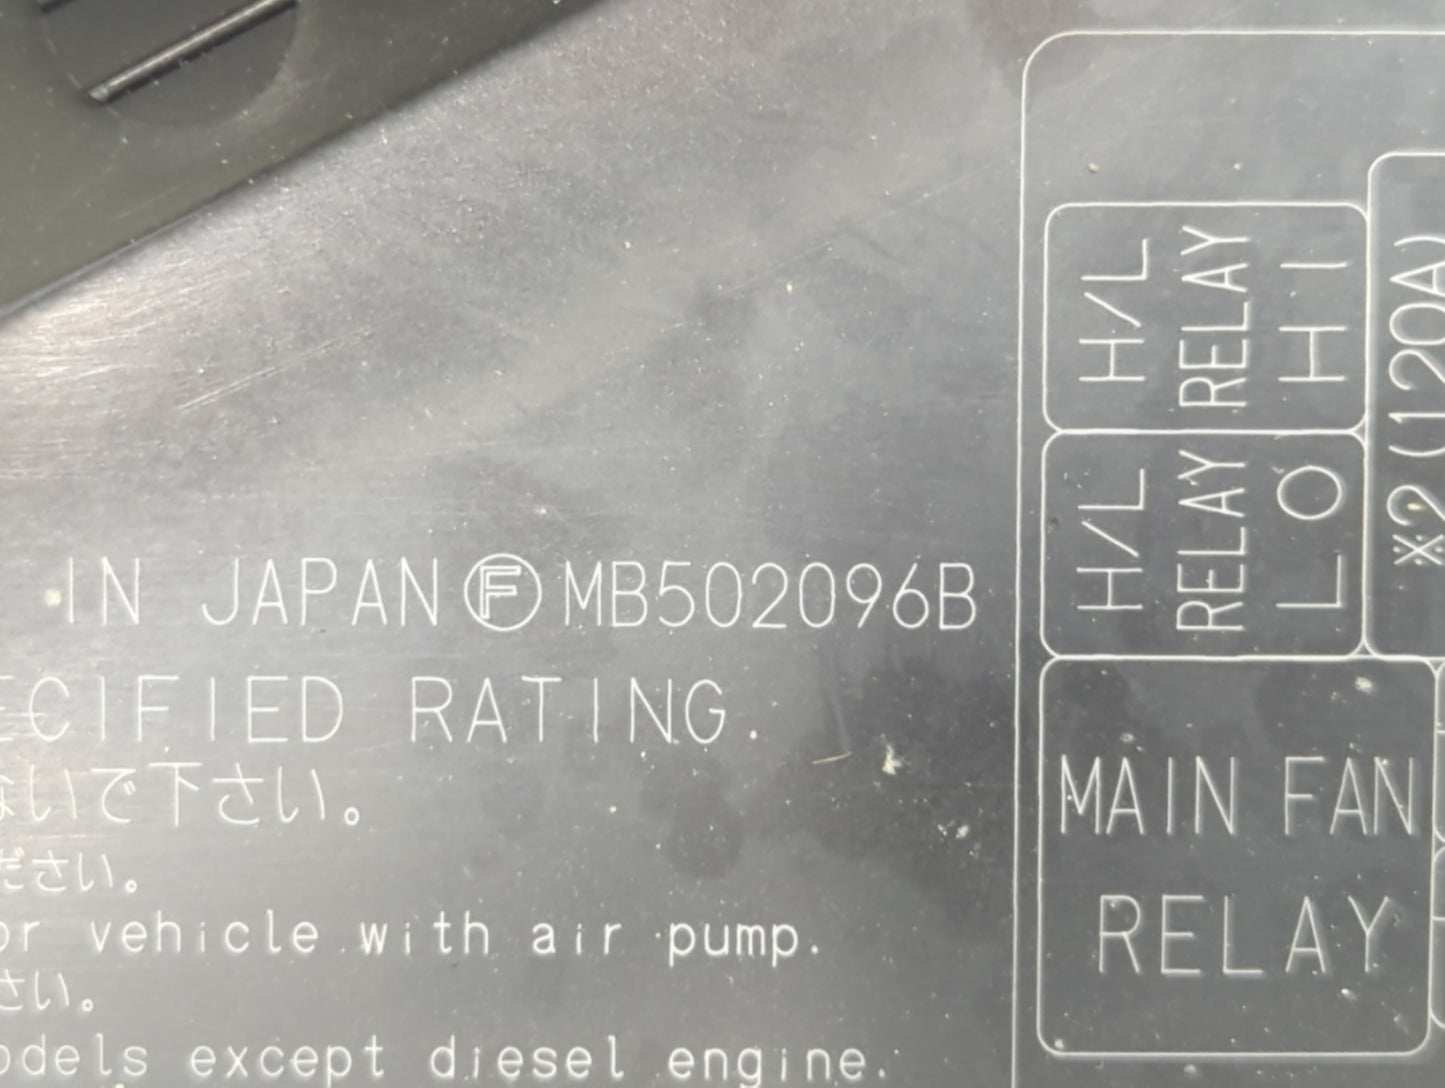 IN JAPAN Ⓕ MB502096B
ECIFIED RATING.
ないで下さい。
ださい。
or vehicle with air pump.
さい。
odels except diesel engine.
H/L
RELAY
HI
H/L
RELAY
LO
※2 (120A)
MAIN FAN
RELAY